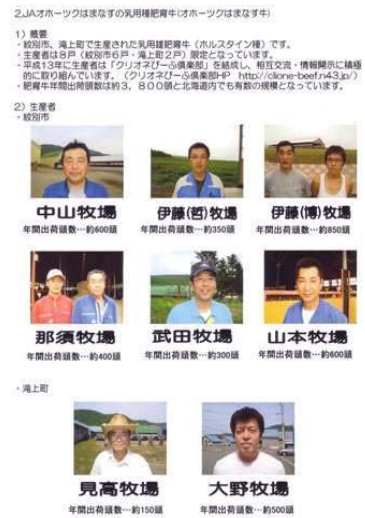 2.JAオホーツクはまなすの乳用種肥育牛(オホーツクはまなす牛)
1)概要
・紋別市、滝上町で生産された乳用雄肥育牛(ホルスタイン種)です。
・生産者は8戸(紋別市6戸・滝上町2戸)限定となっています。
・平成13年に生産者は「クリオネびーふ倶楽部」を結成し、相互交流・情報開示に積極
的に取り組んでいます。(クリオネびーふ倶楽部HP http://clione-beef.n43.jp/)
・肥育牛年間出荷頭数は約3,800頭と北海道内でも有数の規模となっています。
2)生産者
・紋別市
中山牧場 伊藤(哲)牧場 伊藤(博)牧場
年間出荷頭数…約600頭 年間出荷頭数…約350頭 年間出荷頭数…約850頭
那須牧場 武田牧場 山本牧場
年間出荷頭数…約400頭 年間出荷頭数…約300頭 年間出荷頭数…約600頭
・滝上町
見高牧場 大野牧場
年間出荷頭数…約150頭 年間出荷頭数…約500頭